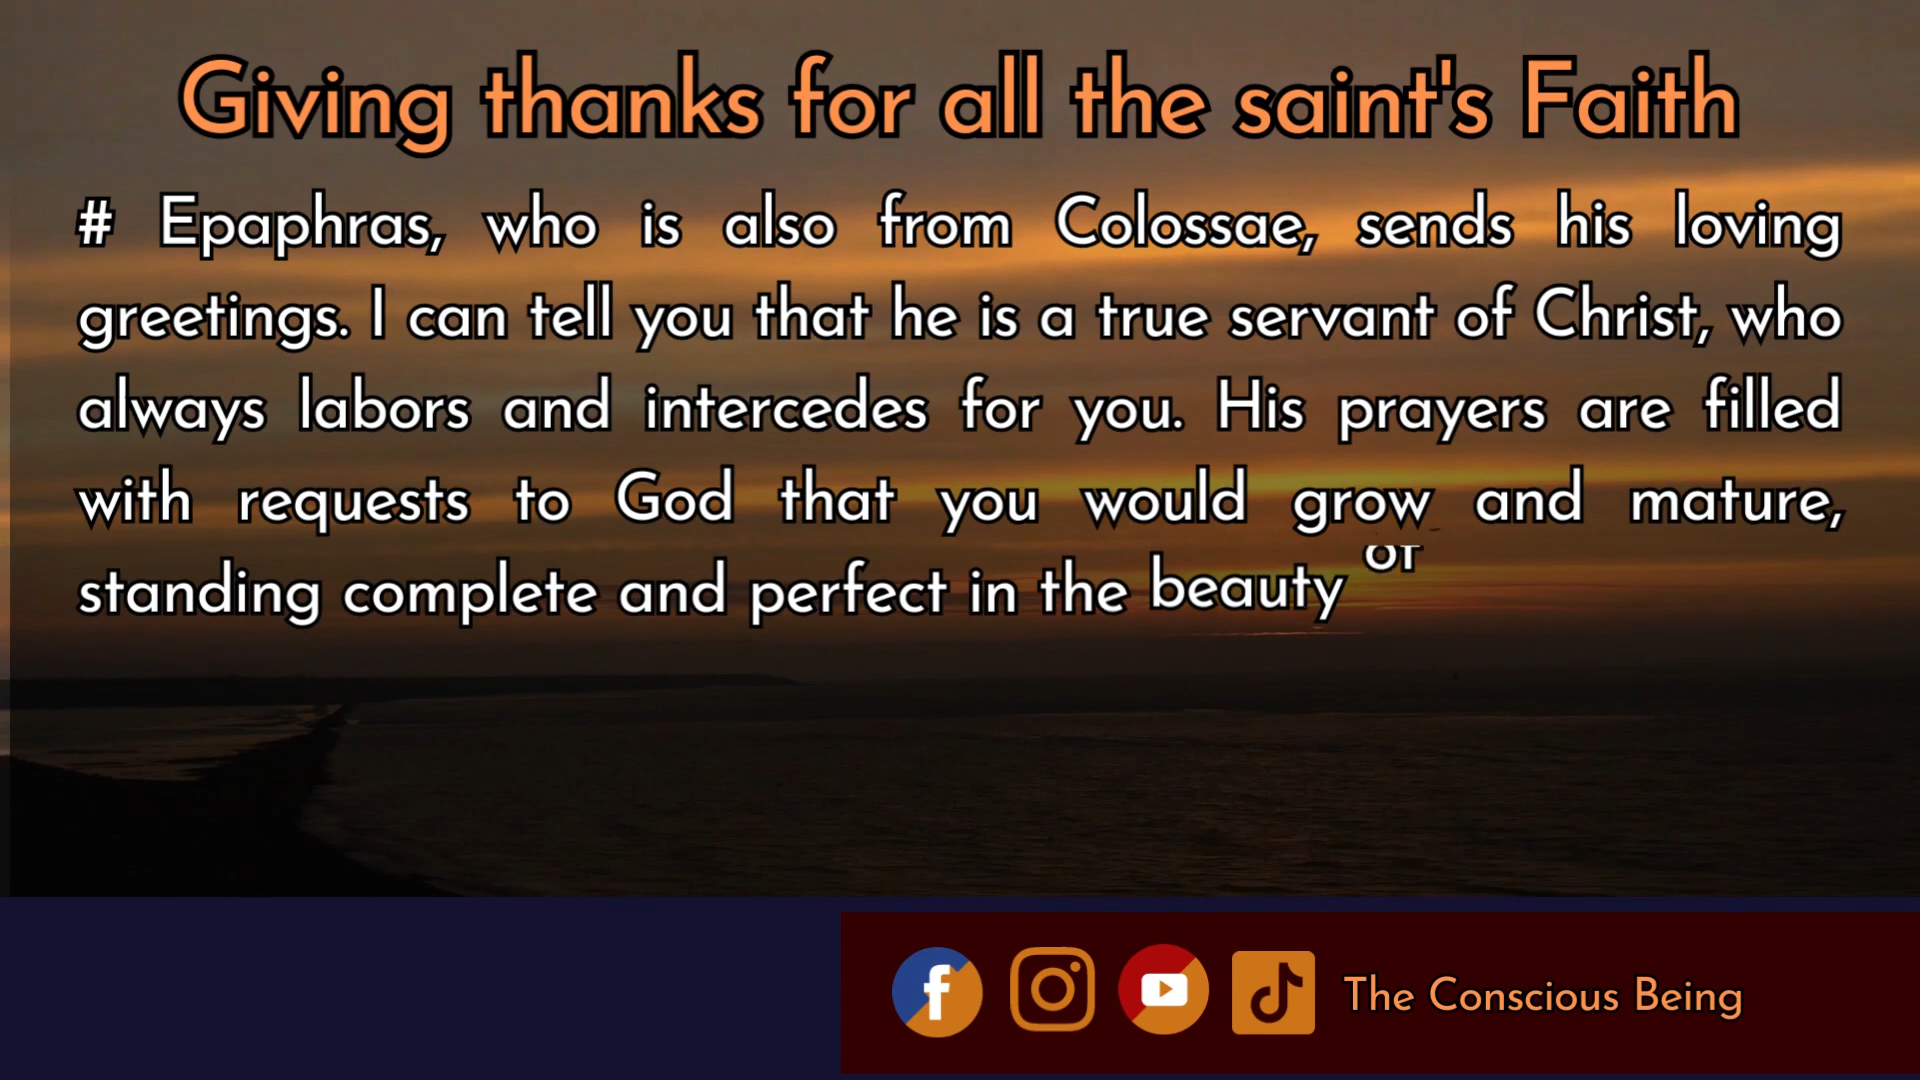 Giving thanks for all the saint's Faith
# Epaphras, who is also from Colossae, sends his loving
greetings. I can tell you that he is a true servant of Christ, who
always labors and intercedes for you. His prayers are filled
with requests to God that you would grow and mature,
standing complete and perfect in the beauty of
The Conscious Being